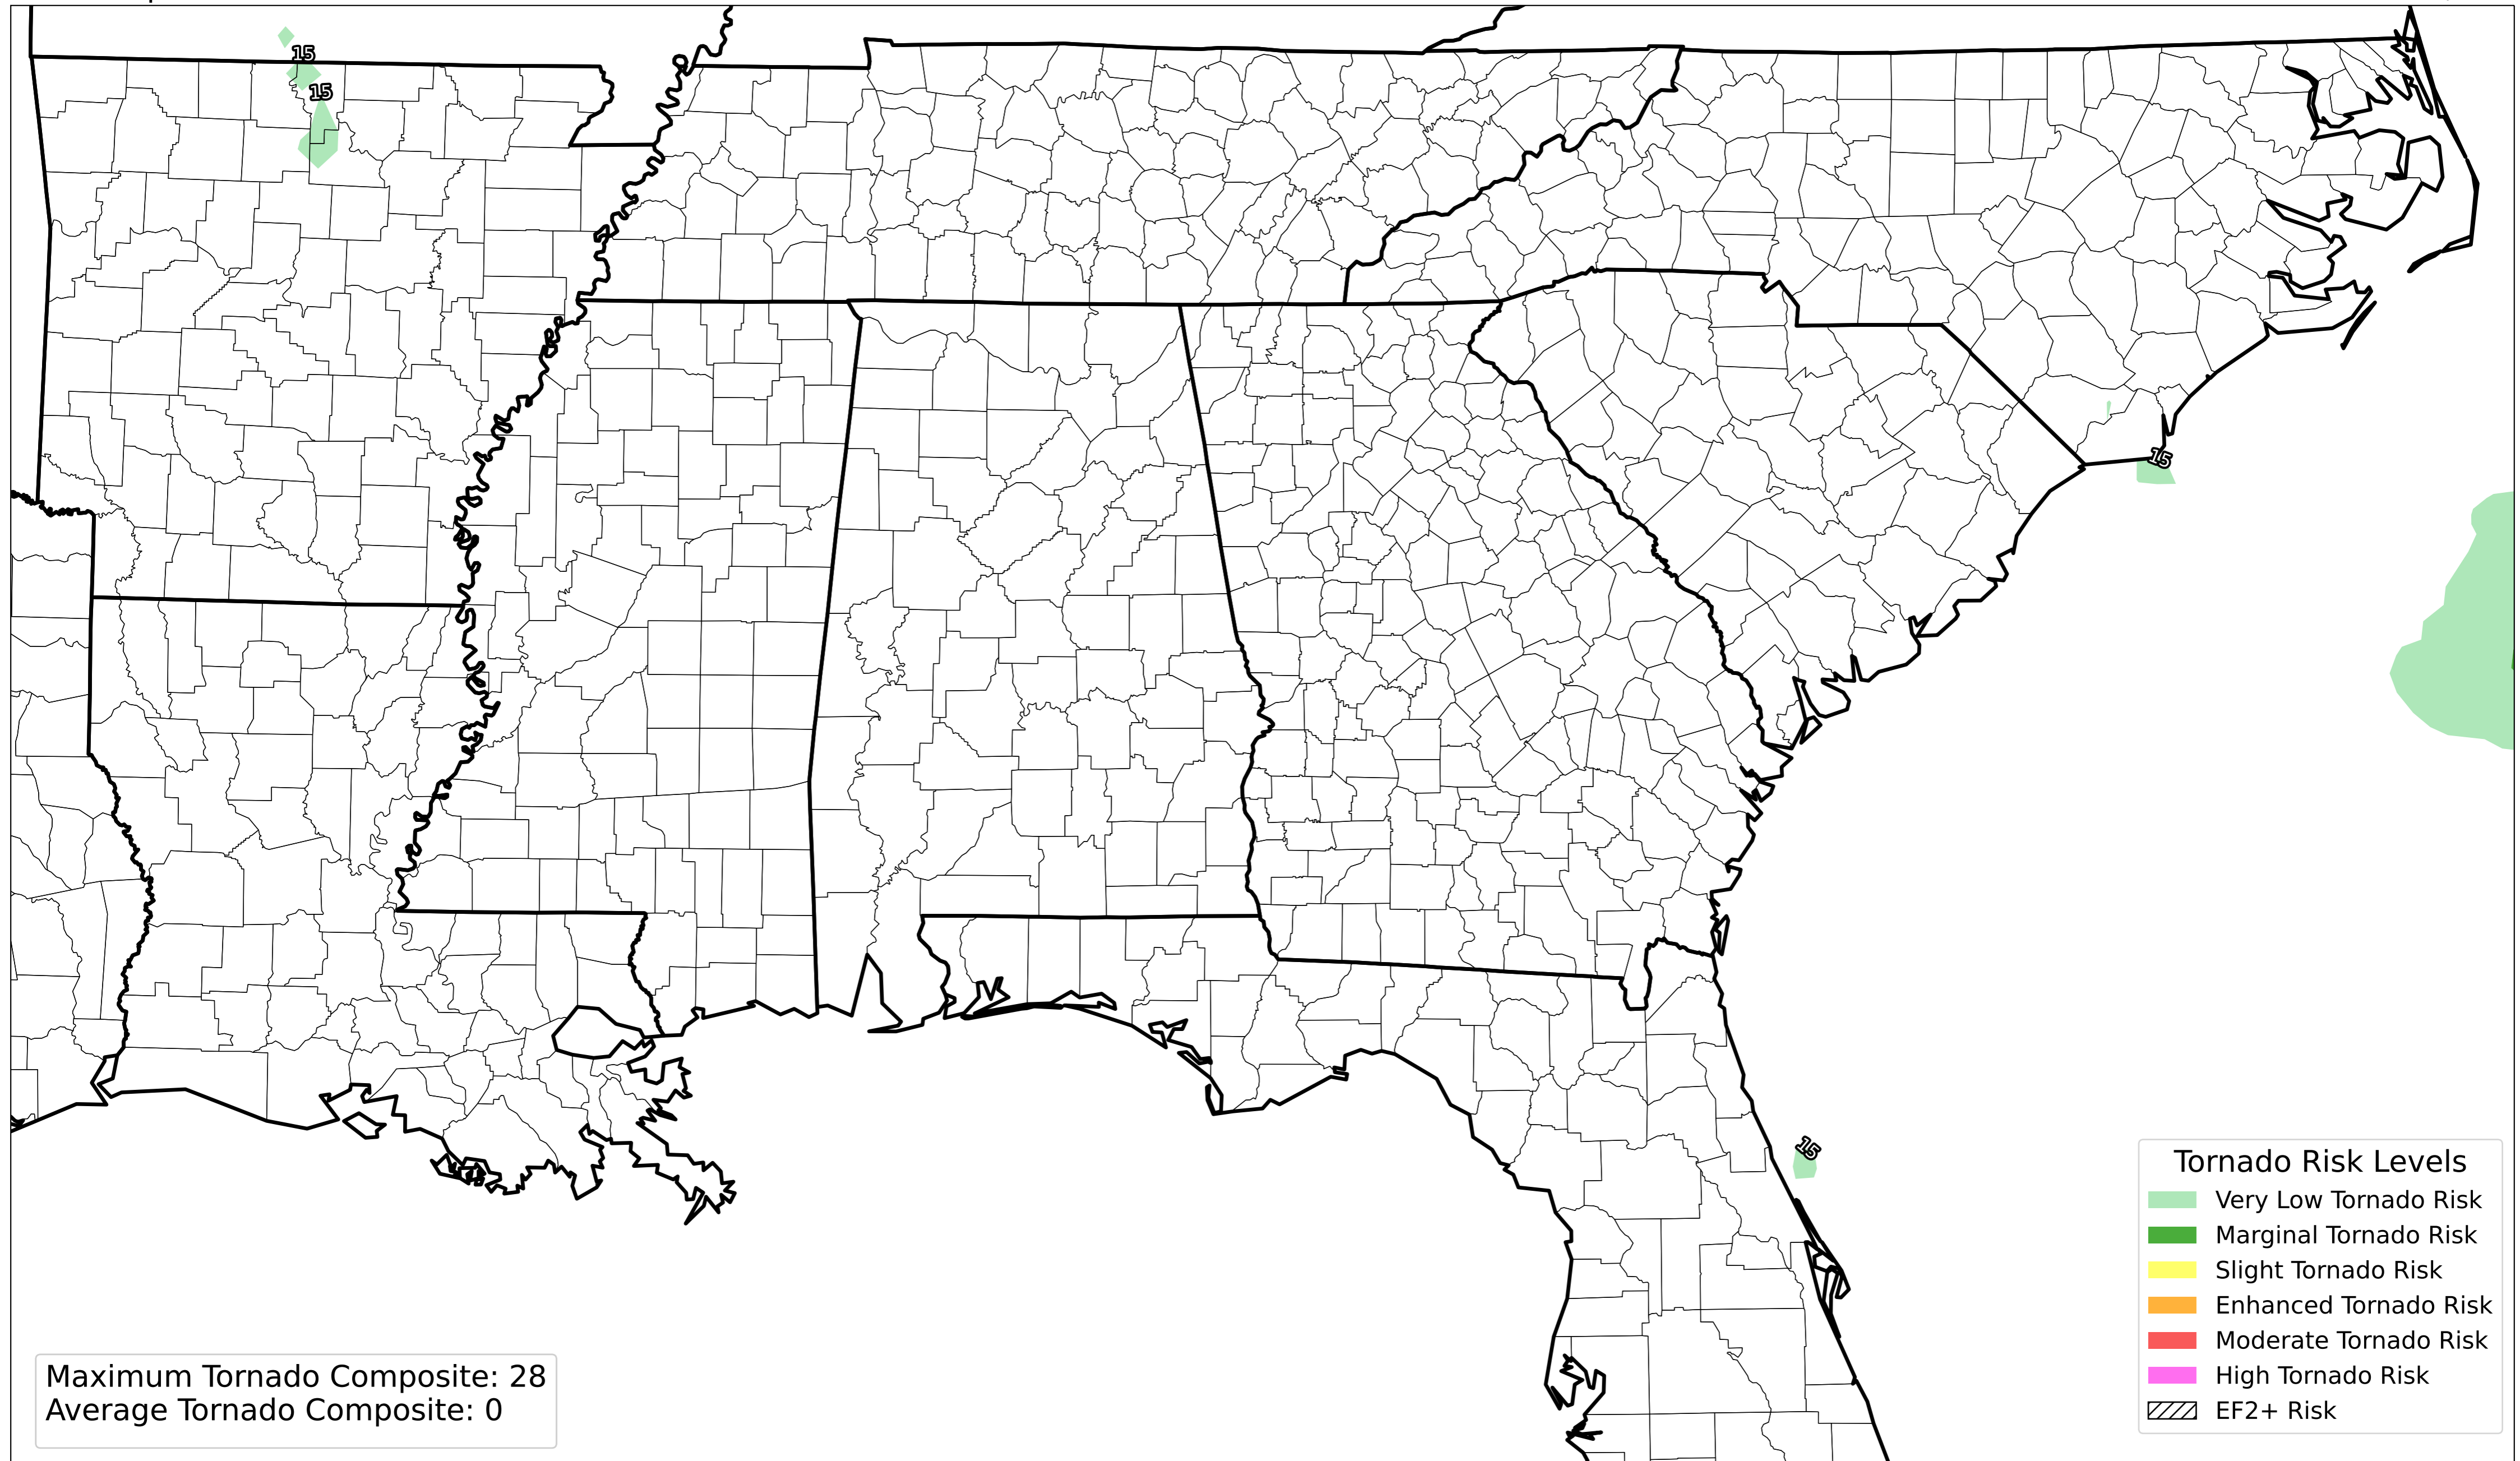 15
15
15
15
Tornado Risk Levels
Very Low Tornado Risk
Marginal Tornado Risk
Slight Tornado Risk
Enhanced Tornado Risk
Moderate Tornado Risk
High Tornado Risk
EF2+ Risk
Maximum Tornado Composite: 28
Average Tornado Composite: 0